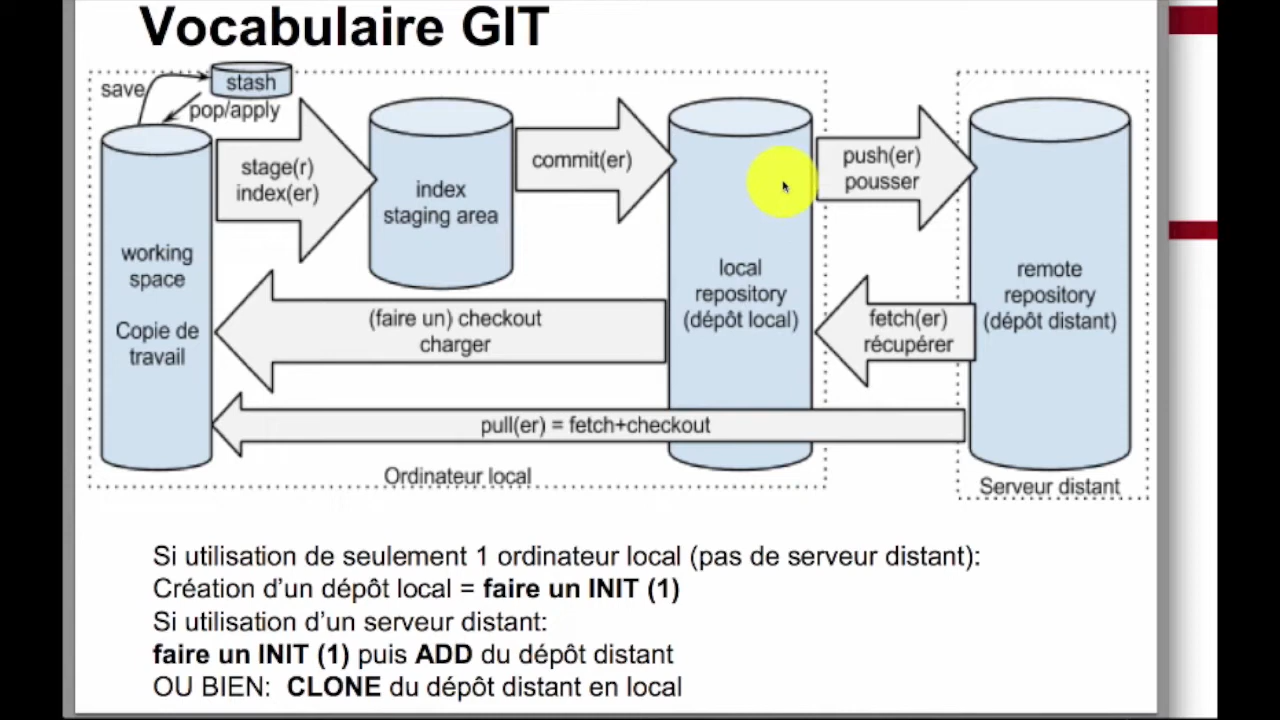 Vocabulaire GIT
save
stash
pop/apply
stage(r)
index(er)
index
staging area
commit(er)
push(er)
pousser
working
space
Copie de
travail
local
repository
(dépôt local)
remote
repository
(dépôt distant)
(faire un) checkout
charger
fetch(er)
récupérer
pull(er) = fetch+checkout
Ordinateur local
Serveur distant
Si utilisation de seulement 1 ordinateur local (pas de serveur distant):
Création d'un dépôt local = faire un INIT (1)
Si utilisation d'un serveur distant:
faire un INIT (1) puis ADD du dépôt distant
OU BIEN: CLONE du dépôt distant en local